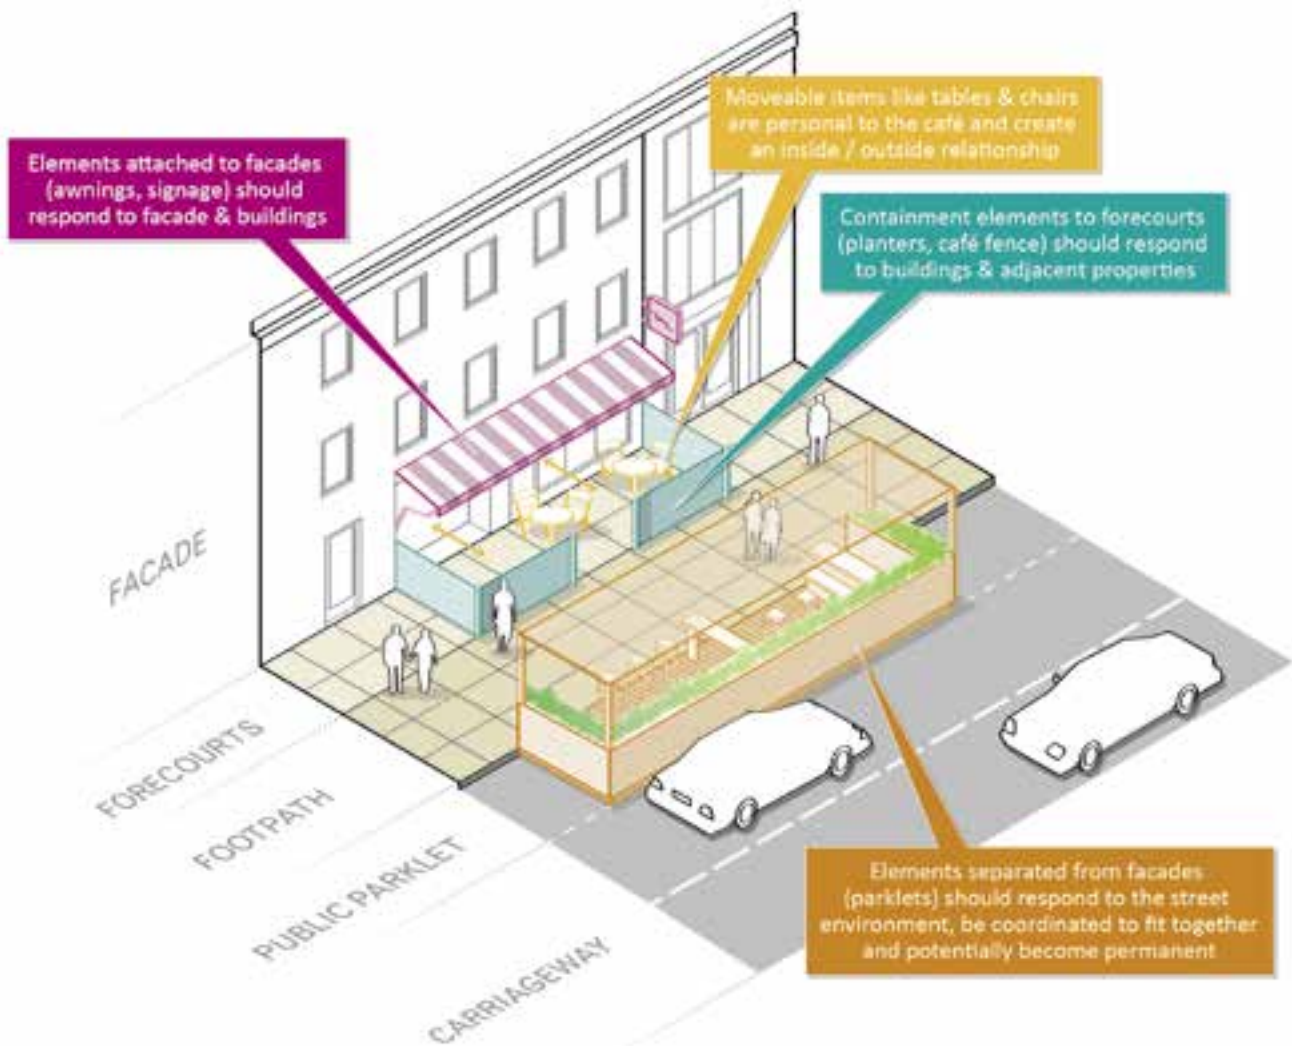 Moveable items like tables & chairs
are personal to the café and create
an inside / outside relationship
Elements attached to facades
(awnings, signage) should
respond to facade & buildings
Containment elements to forecourts
(planters, café fence) should respond
to buildings & adjacent properties
FACADE
FORECOURTS
FOOTPATH
PUBLIC PARKLET
CARRIAGEWAY
Elements separated from facades
(parklets) should respond to the street
environment, be coordinated to fit together
and potentially become permanent